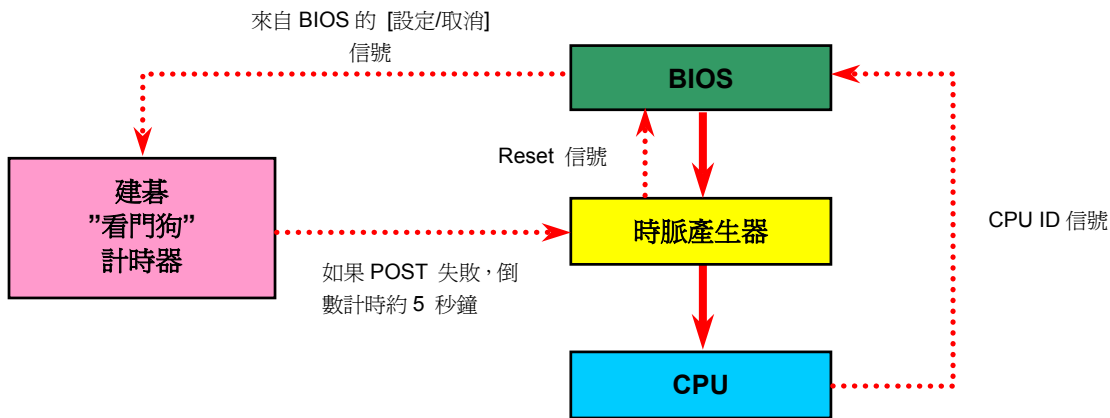 來自 BIOS 的 [設定/取消]
信號
BIOS
Reset 信號
建碁
”看門狗”
計時器
時脈產生器
CPU ID 信號
如果 POST 失敗，倒
數計時約 5 秒鐘
CPU